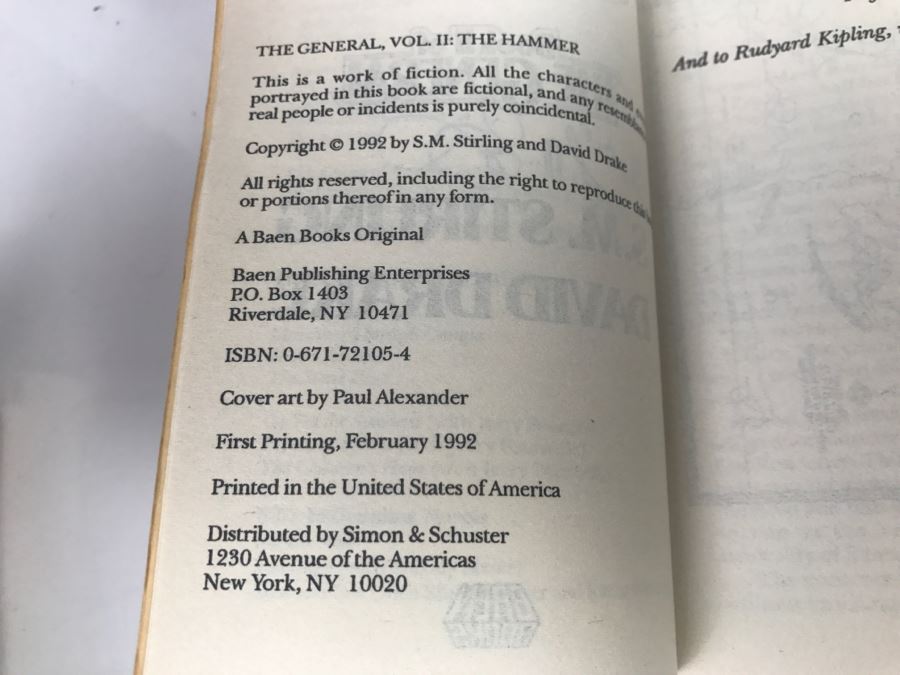 THE GENERAL, VOL. II: THE HAMMER
This is a work of fiction. All the characters and
portrayed in this book are fictional, and any
real people or incidents is purely coincidental.
Copyright © 1992 by S.M. Stirling and David Drake
All rights reserved, including the right to reproduce this
or portions thereof in any form.
A Baen Books Original
Baen Publishing Enterprises
P.O. Box 1403
Riverdale, NY 10471
ISBN: 0-671-72105-4
Cover art by Paul Alexander
First Printing, February 1992
Printed in the United States of America
Distributed by Simon & Schuster
1230 Avenue of the Americas
New York, NY 10020
And to Rudyard Kipling,